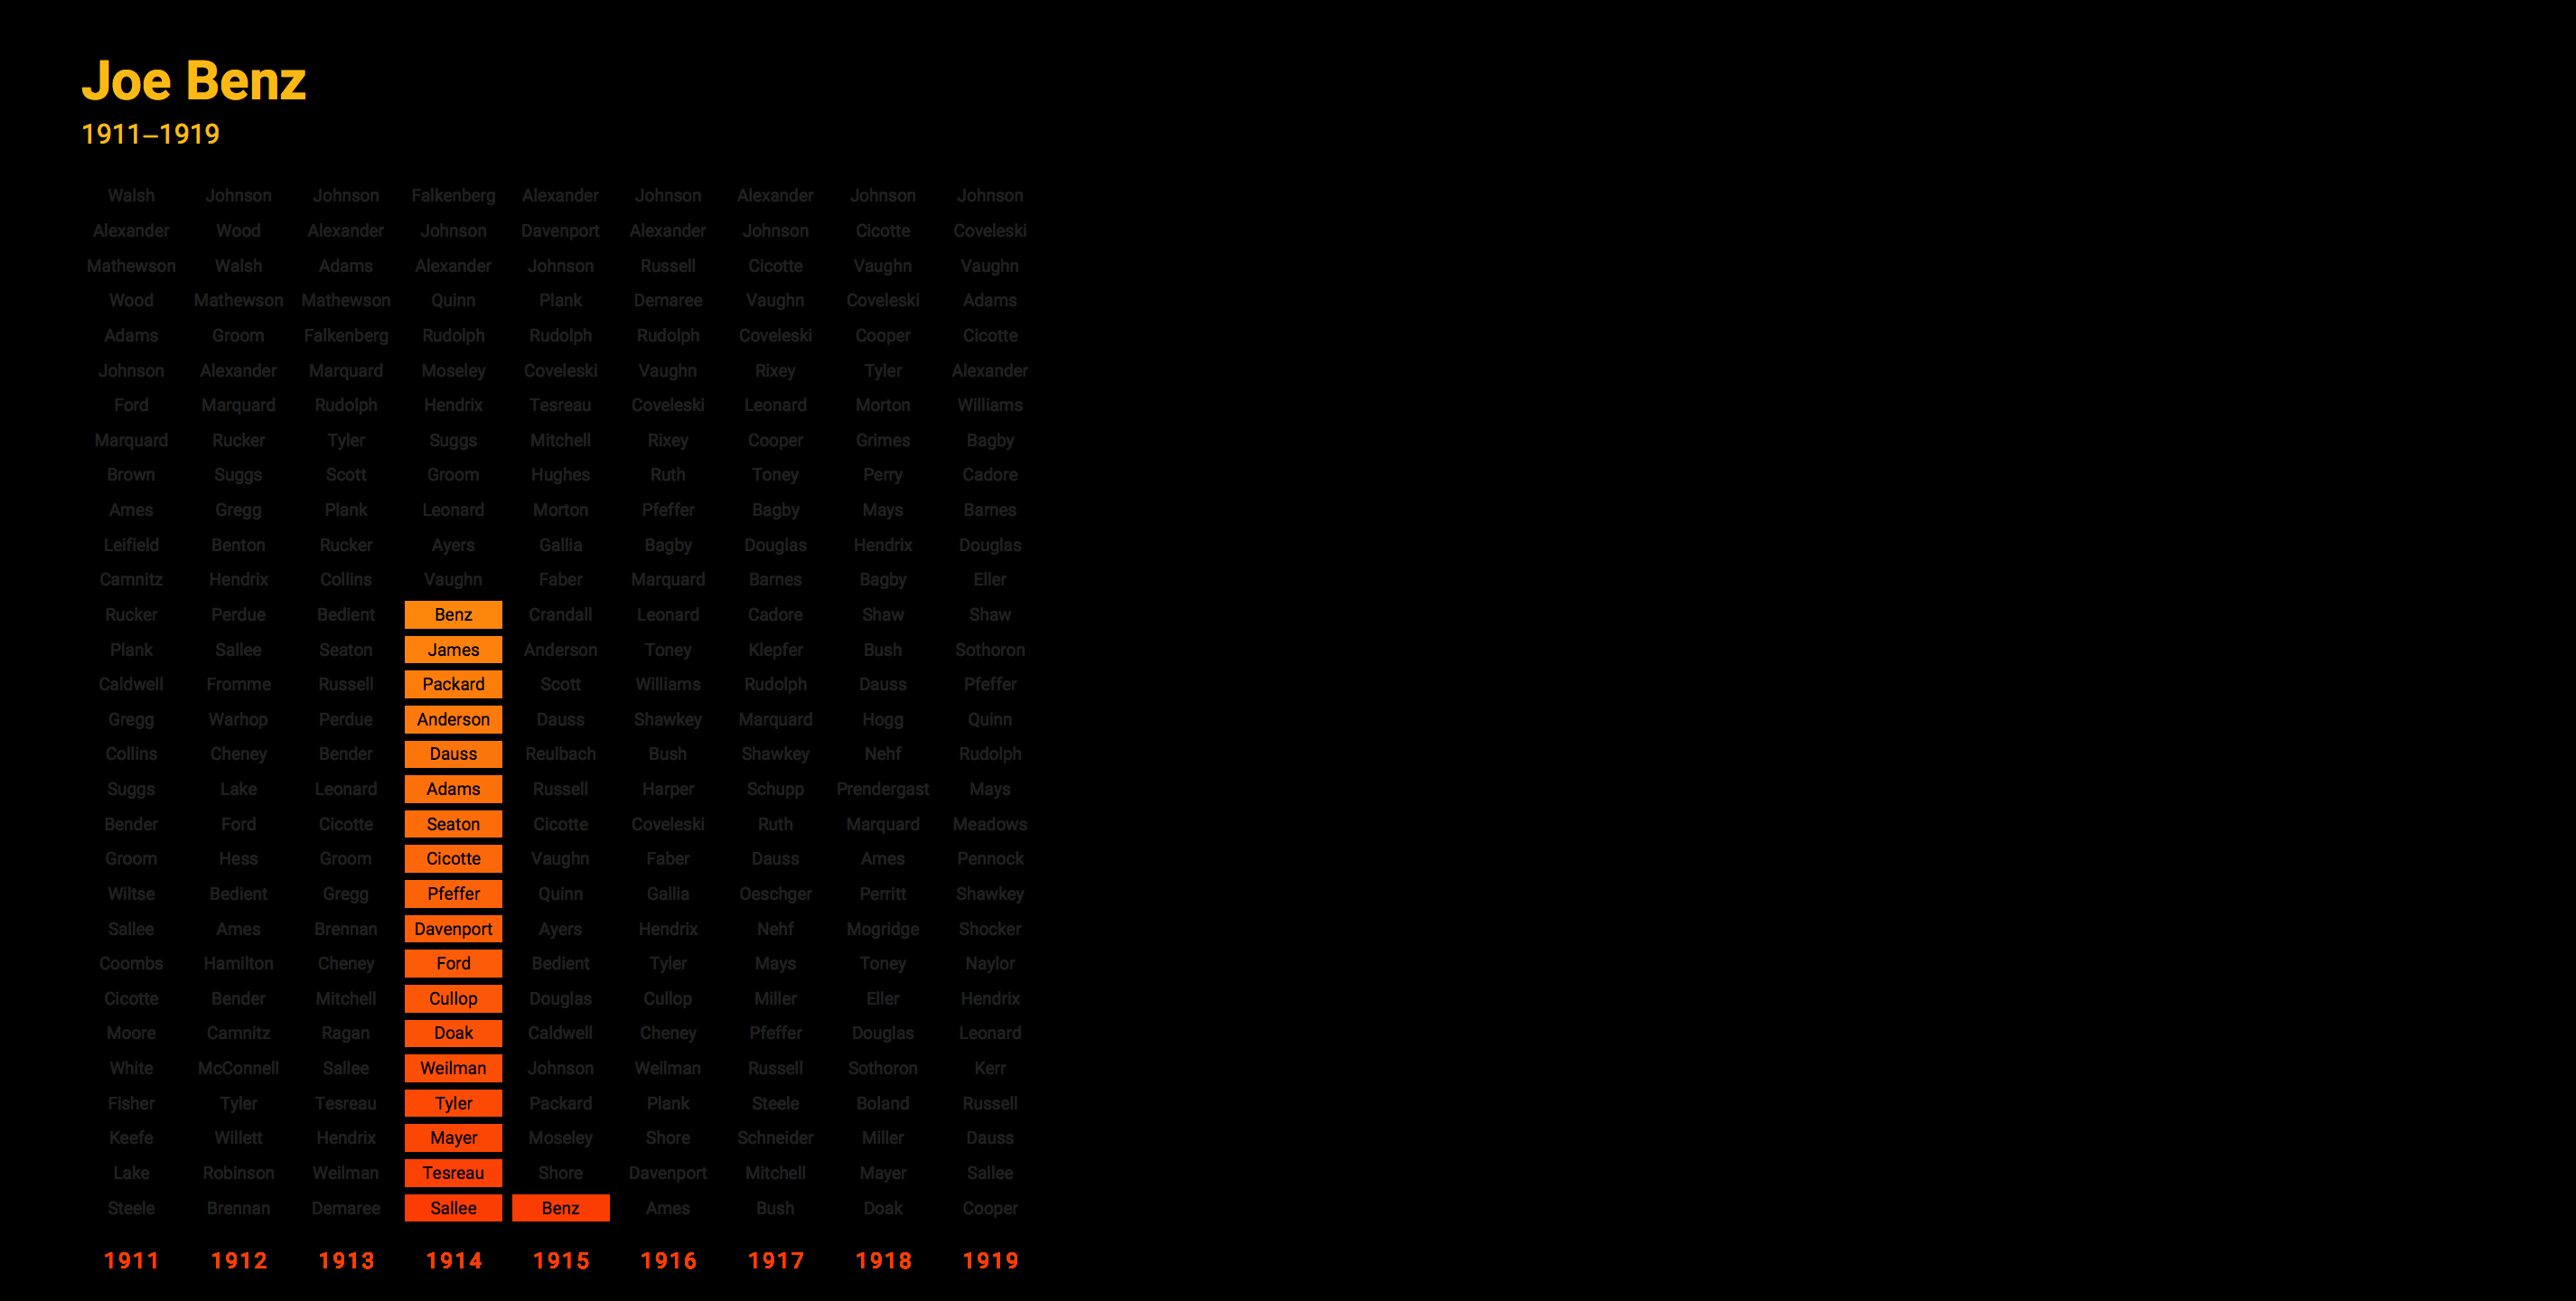 Joe Benz
1911–1919
Walsh Johnson Johnson Falkenberg Alexander Johnson Alexander Johnson Johnson
Alexander Wood Alexander Johnson Davenport Alexander Johnson Cicotte Coveleski
Mathewson Walsh Adams Alexander Johnson Russell Cicotte Vaughn Vaughn
Wood Mathewson Mathewson Quinn Plank Demaree Vaughn Coveleski Adams
Adams Groom Falkenberg Rudolph Rudolph Rudolph Coveleski Cooper Cicotte
Johnson Alexander Marquard Moseley Coveleski Vaughn Rixey Tyler Alexander
Ford Marquard Rudolph Hendrix Tesreau Coveleski Leonard Morton Williams
Marquard Rucker Tyler Suggs Mitchell Rixey Cooper Grimes Bagby
Brown Suggs Scott Groom Hughes Ruth Toney Perry Cadore
Ames Gregg Plank Leonard Morton Pfeffer Bagby Mays Barnes
Leifield Benton Rucker Ayers Gallia Bagby Douglas Hendrix Douglas
Camnitz Hendrix Collins Vaughn Faber Marquard Barnes Bagby Eller
Rucker Perdue Bedient Benz Crandall Leonard Cadore Shaw Shaw
Plank Sallee Seaton James Anderson Toney Klepfer Bush Sothoron
Caldwell Fromme Russell Packard Scott Williams Rudolph Dauss Pfeffer
Gregg Warhop Perdue Anderson Dauss Shawkey Marquard Hogg Quinn
Collins Cheney Bender Dauss Reulbach Bush Shawkey Nehf Rudolph
Suggs Lake Leonard Adams Russell Harper Schupp Prendergast Mays
Bender Ford Cicotte Seaton Cicotte Coveleski Ruth Marquard Meadows
Groom Hess Groom Cicotte Vaughn Faber Dauss Ames Pennock
Wiltse Bedient Gregg Pfeffer Quinn Gallia Oeschger Perritt Shawkey
Sallee Ames Brennan Davenport Ayers Hendrix Nehf Mogridge Shocker
Coombs Hamilton Cheney Ford Bedient Tyler Mays Toney Naylor
Cicotte Bender Mitchell Cullop Douglas Cullop Miller Eller Hendrix
Moore Camnitz Ragan Doak Caldwell Cheney Pfeffer Douglas Leonard
White McConnell Sallee Weilman Johnson Weilman Russell Sothoron Kerr
Fisher Tyler Tesreau Tyler Packard Plank Steele Boland Russell
Keefe Willett Hendrix Mayer Moseley Shore Schneider Miller Dauss
Lake Robinson Weilman Tesreau Shore Davenport Mitchell Mayer Sallee
Steele Brennan Demaree Sallee Benz Ames Bush Doak Cooper
1911 1912 1913 1914 1915 1916 1917 1918 1919